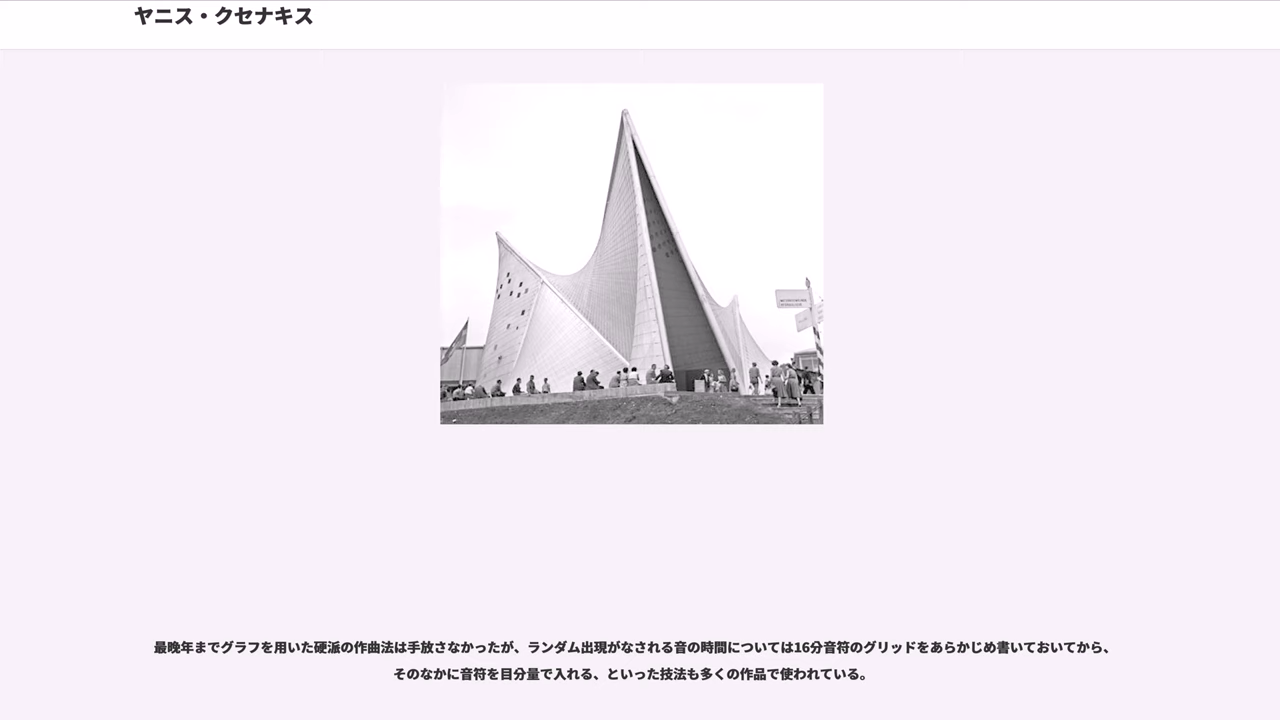 ヤニス・クセナキス
最晩年までグラフを用いた硬派の作曲法は手放さなかったが、ランダム出現がなされる音の時間については16分音符のグリッドをあらかじめ書いておいてから、
そのなかに音符を目分量で入れる、といった技法も多くの作品で使われている。